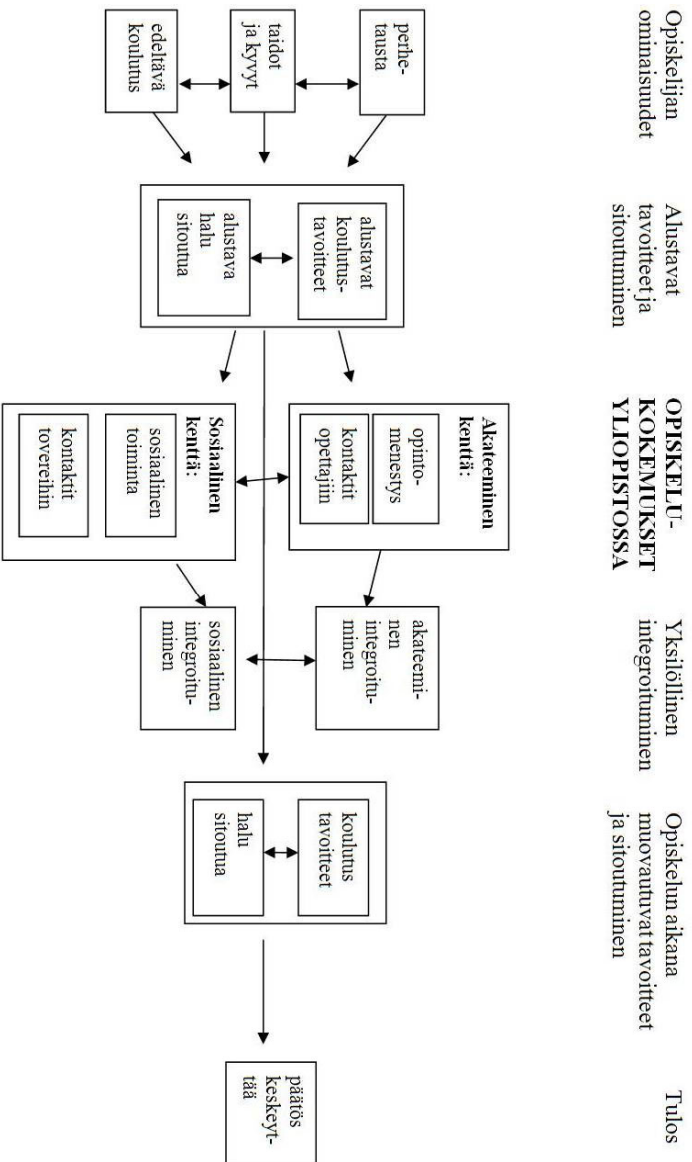 Opiskelijan
ominaisuudet
Alustavat
tavoitteet ja
sitoutuminen
OPISKELU-
KOKEMUKSET
YLIOPISTOSSA
Yksilöllinen
integroituminen
Opiskelun aikana
muovautuvat tavoitteet
ja sitoutuminen
Tulos
perhe-
tausta
taidot
ja kyvyt
edeltävä
koulutus
alustavat
koulutus-
tavoitteet
alustava
halu
sitoutua
Akateeminen
kenttä:
opinto-
menestys
kontaktit
opettajiin
Sosiaalinen
kenttä:
sosiaalinen
toiminta
kontaktit
tovereihin
akateemi-
nen
integroitu-
minen
sosiaalinen
integroitu-
minen
koulutus
tavoitteet
halu
sitoutua
päätös
keskeyt-
tää